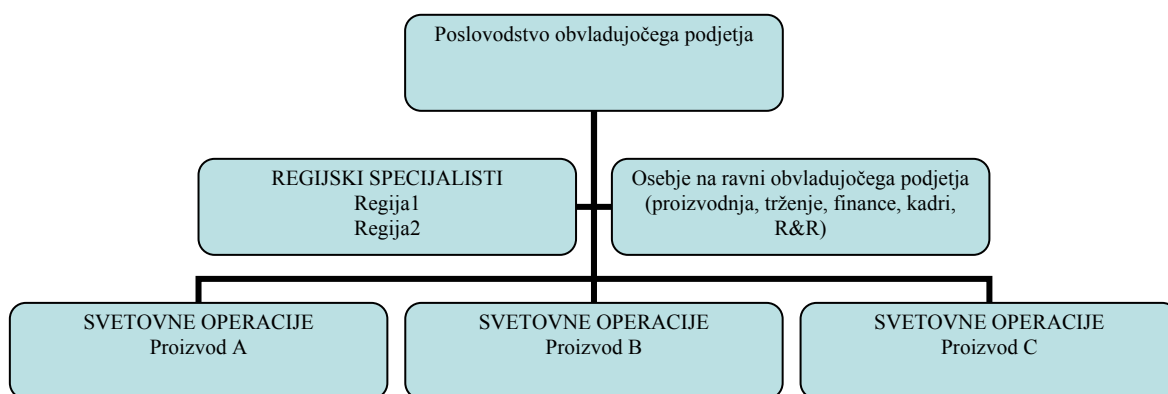 Poslovodstvo obvladujočega podjetja
REGIJSKI SPECIJALISTI
Regija1
Regija2
Osebje na ravni obvladujočega podjetja
(proizvodnja, trženje, finance, kadri,
R&R)
SVETOVNE OPERACIJE
Proizvod A
SVETOVNE OPERACIJE
Proizvod B
SVETOVNE OPERACIJE
Proizvod C